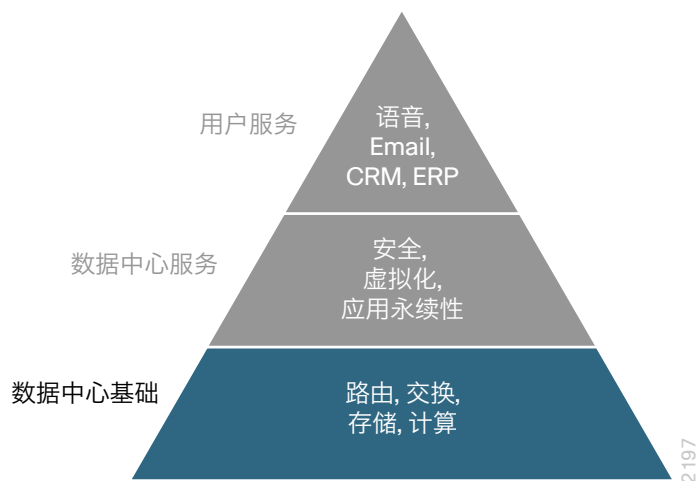 用户服务
语音,
Email,
CRM, ERP
数据中心服务
安全,
虚拟化,
应用永续性
数据中心基础
路由, 交换,
存储, 计算
2197